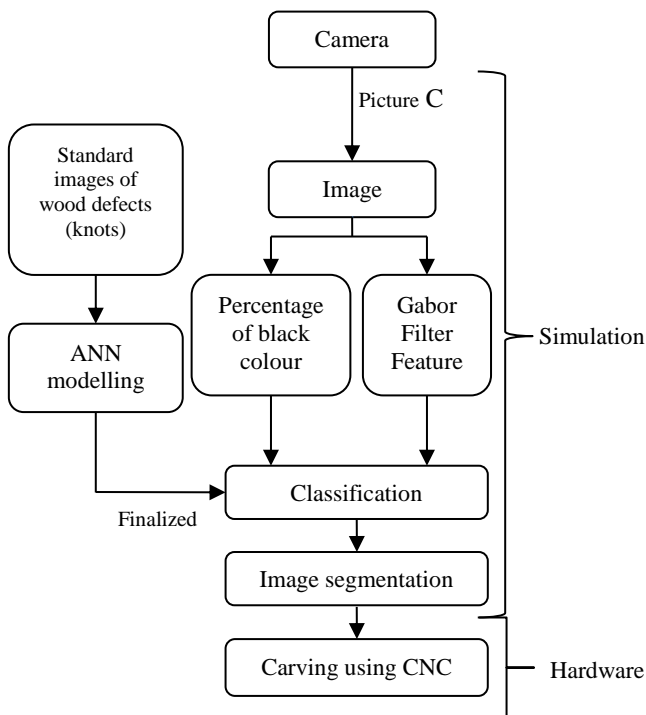 Camera
Picture C
Standard
images of
wood defects
(knots)
Image
Percentage
of black
colour
Gabor
Filter
Feature
Simulation
ANN
modelling
Classification
Finalized
Image segmentation
Carving using CNC
Hardware